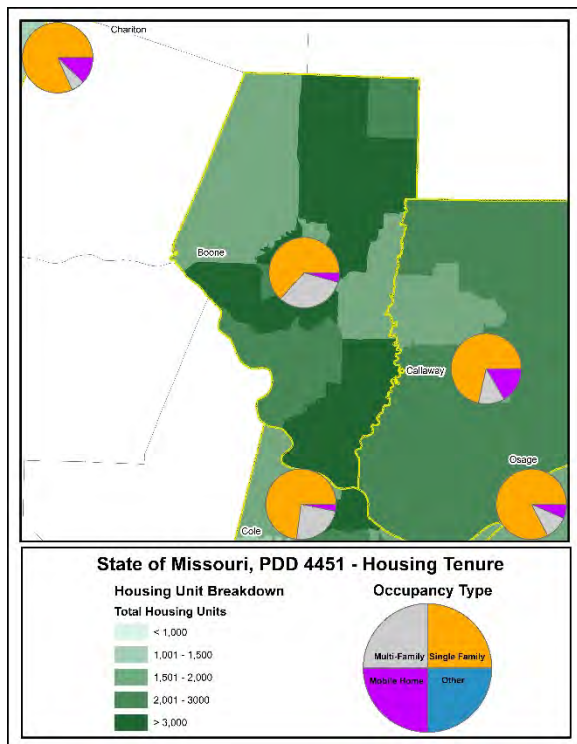 Chariton
Boone
Callaway
Osage
Cole
State of Missouri, PDD 4451 - Housing Tenure
Housing Unit Breakdown
Total Housing Units
< 1,000
1,001 - 1,500
1,501 - 2,000
2,001 - 3000
> 3,000
Occupancy Type
Multi-Family
Single Family
Mobile Home
Other